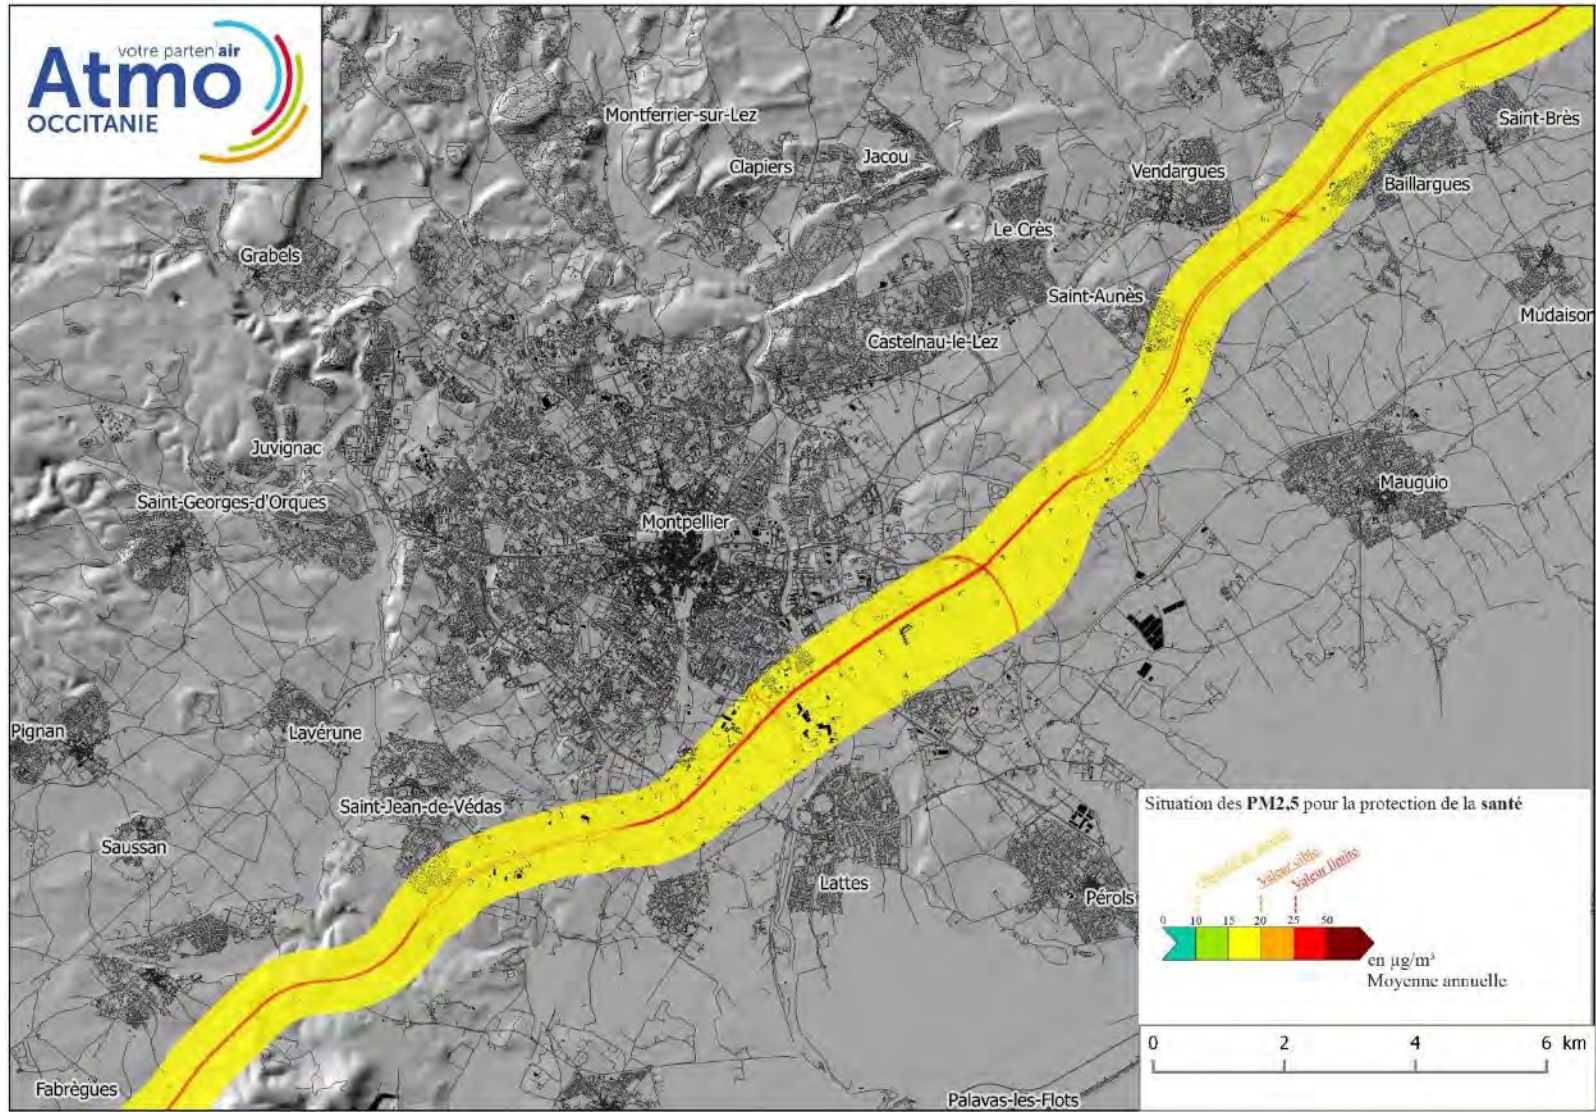 votre parten air
Atmo
OCCITANIE
Saint-Brès
Montferrier-sur-Lez
Clapiers
Jacou
Vendargues
Baillargues
Le Crès
Grabels
Saint-Aunès
Mudaison
Castelnau-le-Lez
Juvignac
Saint-Georges-d'Orques
Mauguio
Montpellier
Pignan
Lavérune
Saint-Jean-de-Védas
Saussan
Lattes
Pérols
Fabrègues
Palavas-les-Flots
Situation des PM2,5 pour la protection de la santé
Valeur cible
Valeur limite
0 10 15 20 25 50
en µg/m³
Moyenne annuelle
0 2 4 6 km